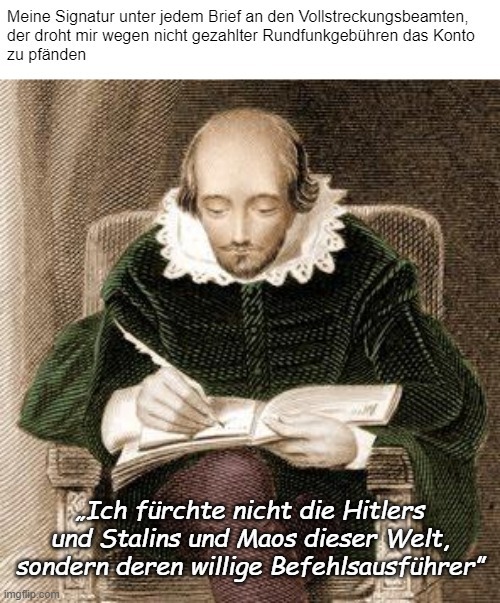 Meine Signatur unter jedem Brief an den Vollstreckungsbeamten,
der droht mir wegen nicht gezahlter Rundfunkgebühren das Konto
zu pfänden
„Ich fürchte nicht die Hitlers
und Stalins und Maos dieser Welt,
sondern deren willige Befehlsausführer”
imgflip.com